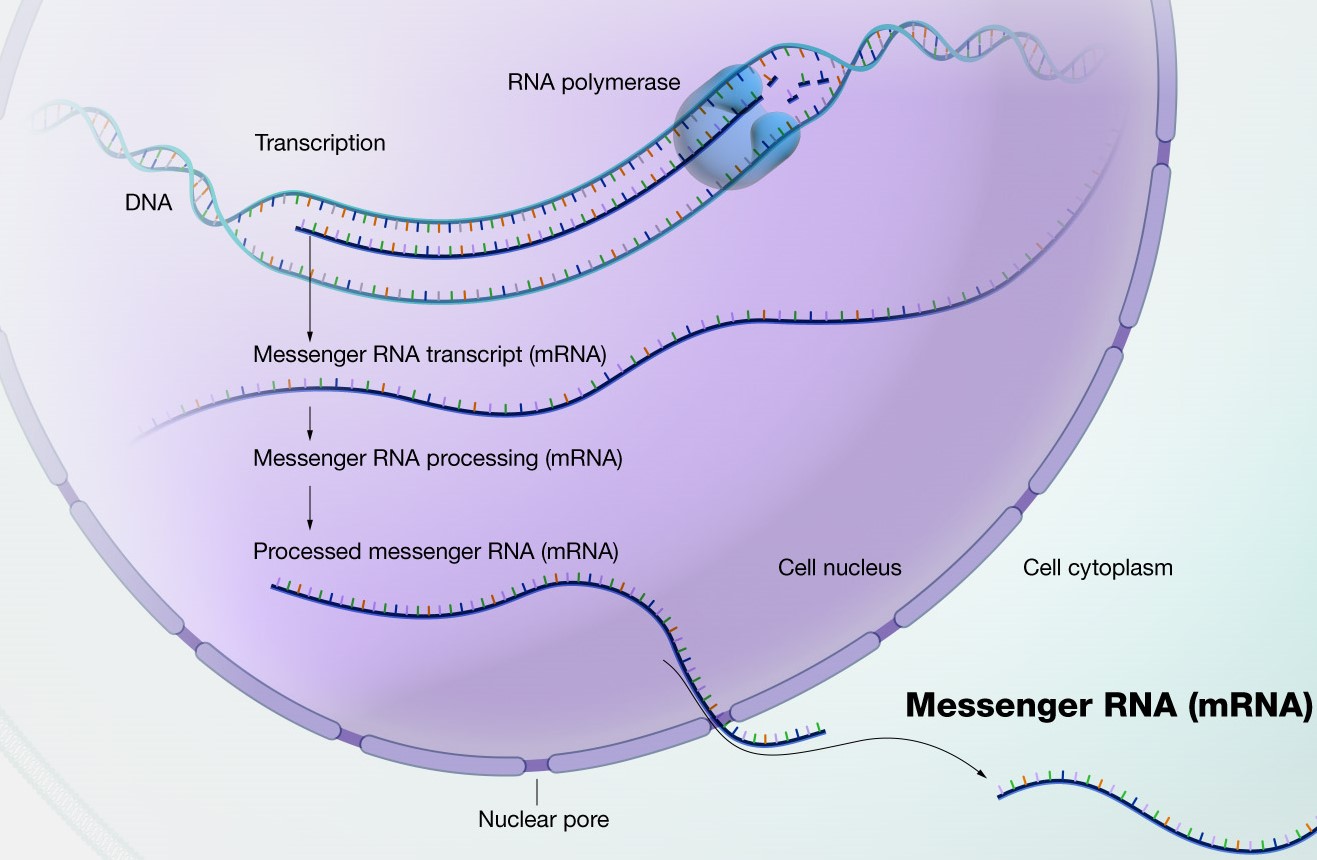 RNA polymerase
Transcription
DNA
Messenger RNA transcript (mRNA)
Messenger RNA processing (mRNA)
Processed messenger RNA (mRNA)
Cell nucleus
Cell cytoplasm
Messenger RNA (mRNA)
Nuclear pore